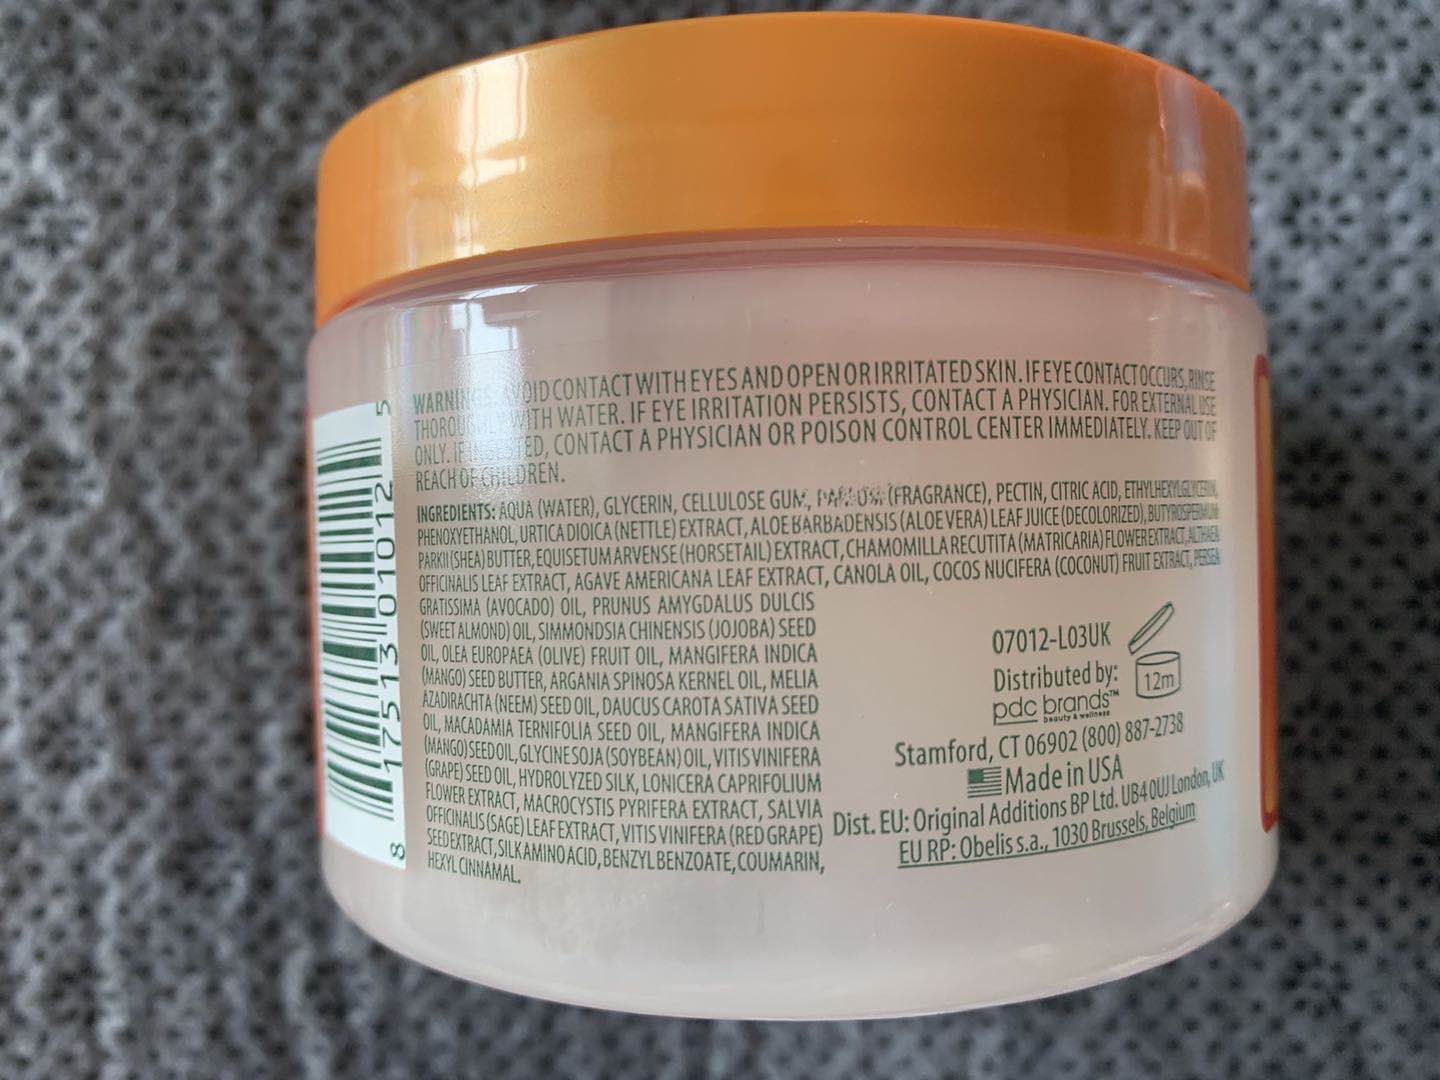 WARNINGS: AVOID CONTACT WITH EYES AND OPEN OR IRRITATED SKIN. IF EYE CONTACT OCCURS, RINSE
THOROUGHLY WITH WATER. IF EYE IRRITATION PERSISTS, CONTACT A PHYSICIAN. FOR EXTERNAL USE
ONLY. IF INGESTED, CONTACT A PHYSICIAN OR POISON CONTROL CENTER IMMEDIATELY. KEEP OUT OF
REACH OF CHILDREN.
INGREDIENTS: AQUA (WATER), GLYCERIN, CELLULOSE GUM, PARFUM (FRAGRANCE), PECTIN, CITRIC ACID, ETHYLHEXYLGLYCERIN,
PHENOXYETHANOL, URTICA DIOICA (NETTLE) EXTRACT, ALOE BARBADENSIS (ALOE VERA) LEAF JUICE (DECOLORIZED), BUTYROSPERMUM
PARKII (SHEA) BUTTER, EQUISETUM ARVENSE (HORSETAIL) EXTRACT, CHAMOMILLA RECUTITA (MATRICARIA) FLOWER EXTRACT, ALTHAEA
OFFICINALIS LEAF EXTRACT, AGAVE AMERICANA LEAF EXTRACT, CANOLA OIL, COCOS NUCIFERA (COCONUT) FRUIT EXTRACT, PERSEA
GRATISSIMA (AVOCADO) OIL, PRUNUS AMYGDALUS DULCIS
(SWEET ALMOND) OIL, SIMMONDSIA CHINENSIS (JOJOBA) SEED
OIL, OLEA EUROPAEA (OLIVE) FRUIT OIL, MANGIFERA INDICA
(MANGO) SEED BUTTER, ARGANIA SPINOSA KERNEL OIL, MELIA
AZADIRACHTA (NEEM) SEED OIL, DAUCUS CAROTA SATIVA SEED
OIL, MACADAMIA TERNIFOLIA SEED OIL, MANGIFERA INDICA
(MANGO) SEED OIL, GLYCINE SOJA (SOYBEAN) OIL, VITIS VINIFERA
(GRAPE) SEED OIL, HYDROLYZED SILK, LONICERA CAPRIFOLIUM
FLOWER EXTRACT, MACROCYSTIS PYRIFERA EXTRACT, SALVIA
OFFICINALIS (SAGE) LEAF EXTRACT, VITIS VINIFERA (RED GRAPE)
SEED EXTRACT, SILK AMINO ACID, BENZYL BENZOATE, COUMARIN,
HEXYL CINNAMAL.
07012-L03UK
12m
Distributed by:
pdc brands™
beauty & wellness
Stamford, CT 06902 (800) 887-2738
Made in USA
Dist. EU: Original Additions BP Ltd. UB4 0UJ London, UK
EU RP: Obelis s.a., 1030 Brussels, Belgium
8 17513 01012 5